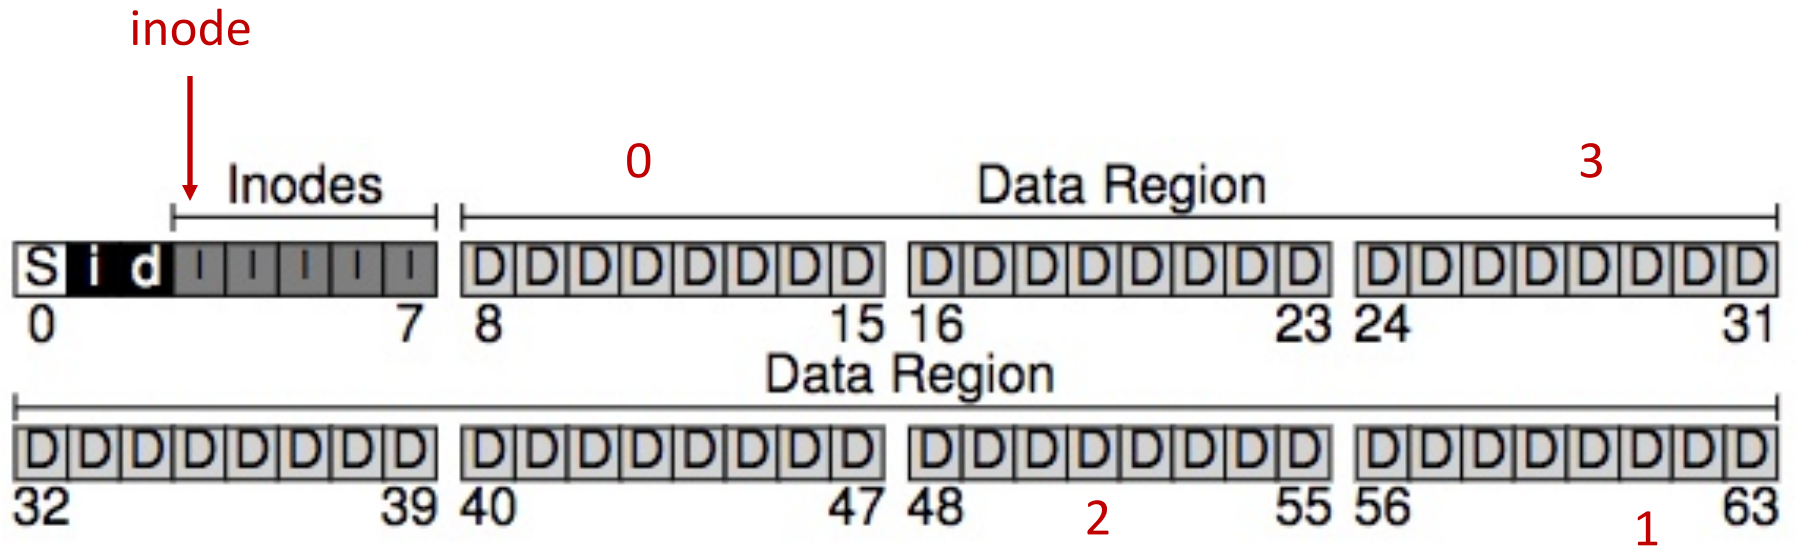 inode
0 3
Inodes Data Region
S i d I I I I I D D D D D D D D D D D D D D D D D D D D D D D D
0 7 8 15 16 23 24 31
Data Region
D D D D D D D D D D D D D D D D D D D D D D D D D D D D D D D D
32 39 40 47 48 55 56 63
2 1